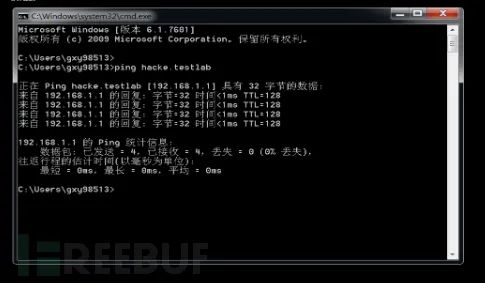 C:\Windows\system32\cmd.exe
Microsoft Windows [版本 6.1.7601]
版权所有 (c) 2009 Microsoft Corporation。保留所有权利。
C:\Users\gxy98513>
C:\Users\gxy98513>ping hacke.testlab
正在 Ping hacke.testlab [192.168.1.1] 具有 32 字节的数据:
来自 192.168.1.1 的回复: 字节=32 时间<1ms TTL=128
来自 192.168.1.1 的回复: 字节=32 时间<1ms TTL=128
来自 192.168.1.1 的回复: 字节=32 时间<1ms TTL=128
来自 192.168.1.1 的回复: 字节=32 时间<1ms TTL=128
192.168.1.1 的 Ping 统计信息:
数据包: 已发送 = 4, 已接收 = 4, 丢失 = 0 (0% 丢失),
往返行程的估计时间(以毫秒为单位):
最短 = 0ms, 最长 = 0ms, 平均 = 0ms
C:\Users\gxy98513>
FREEBUF